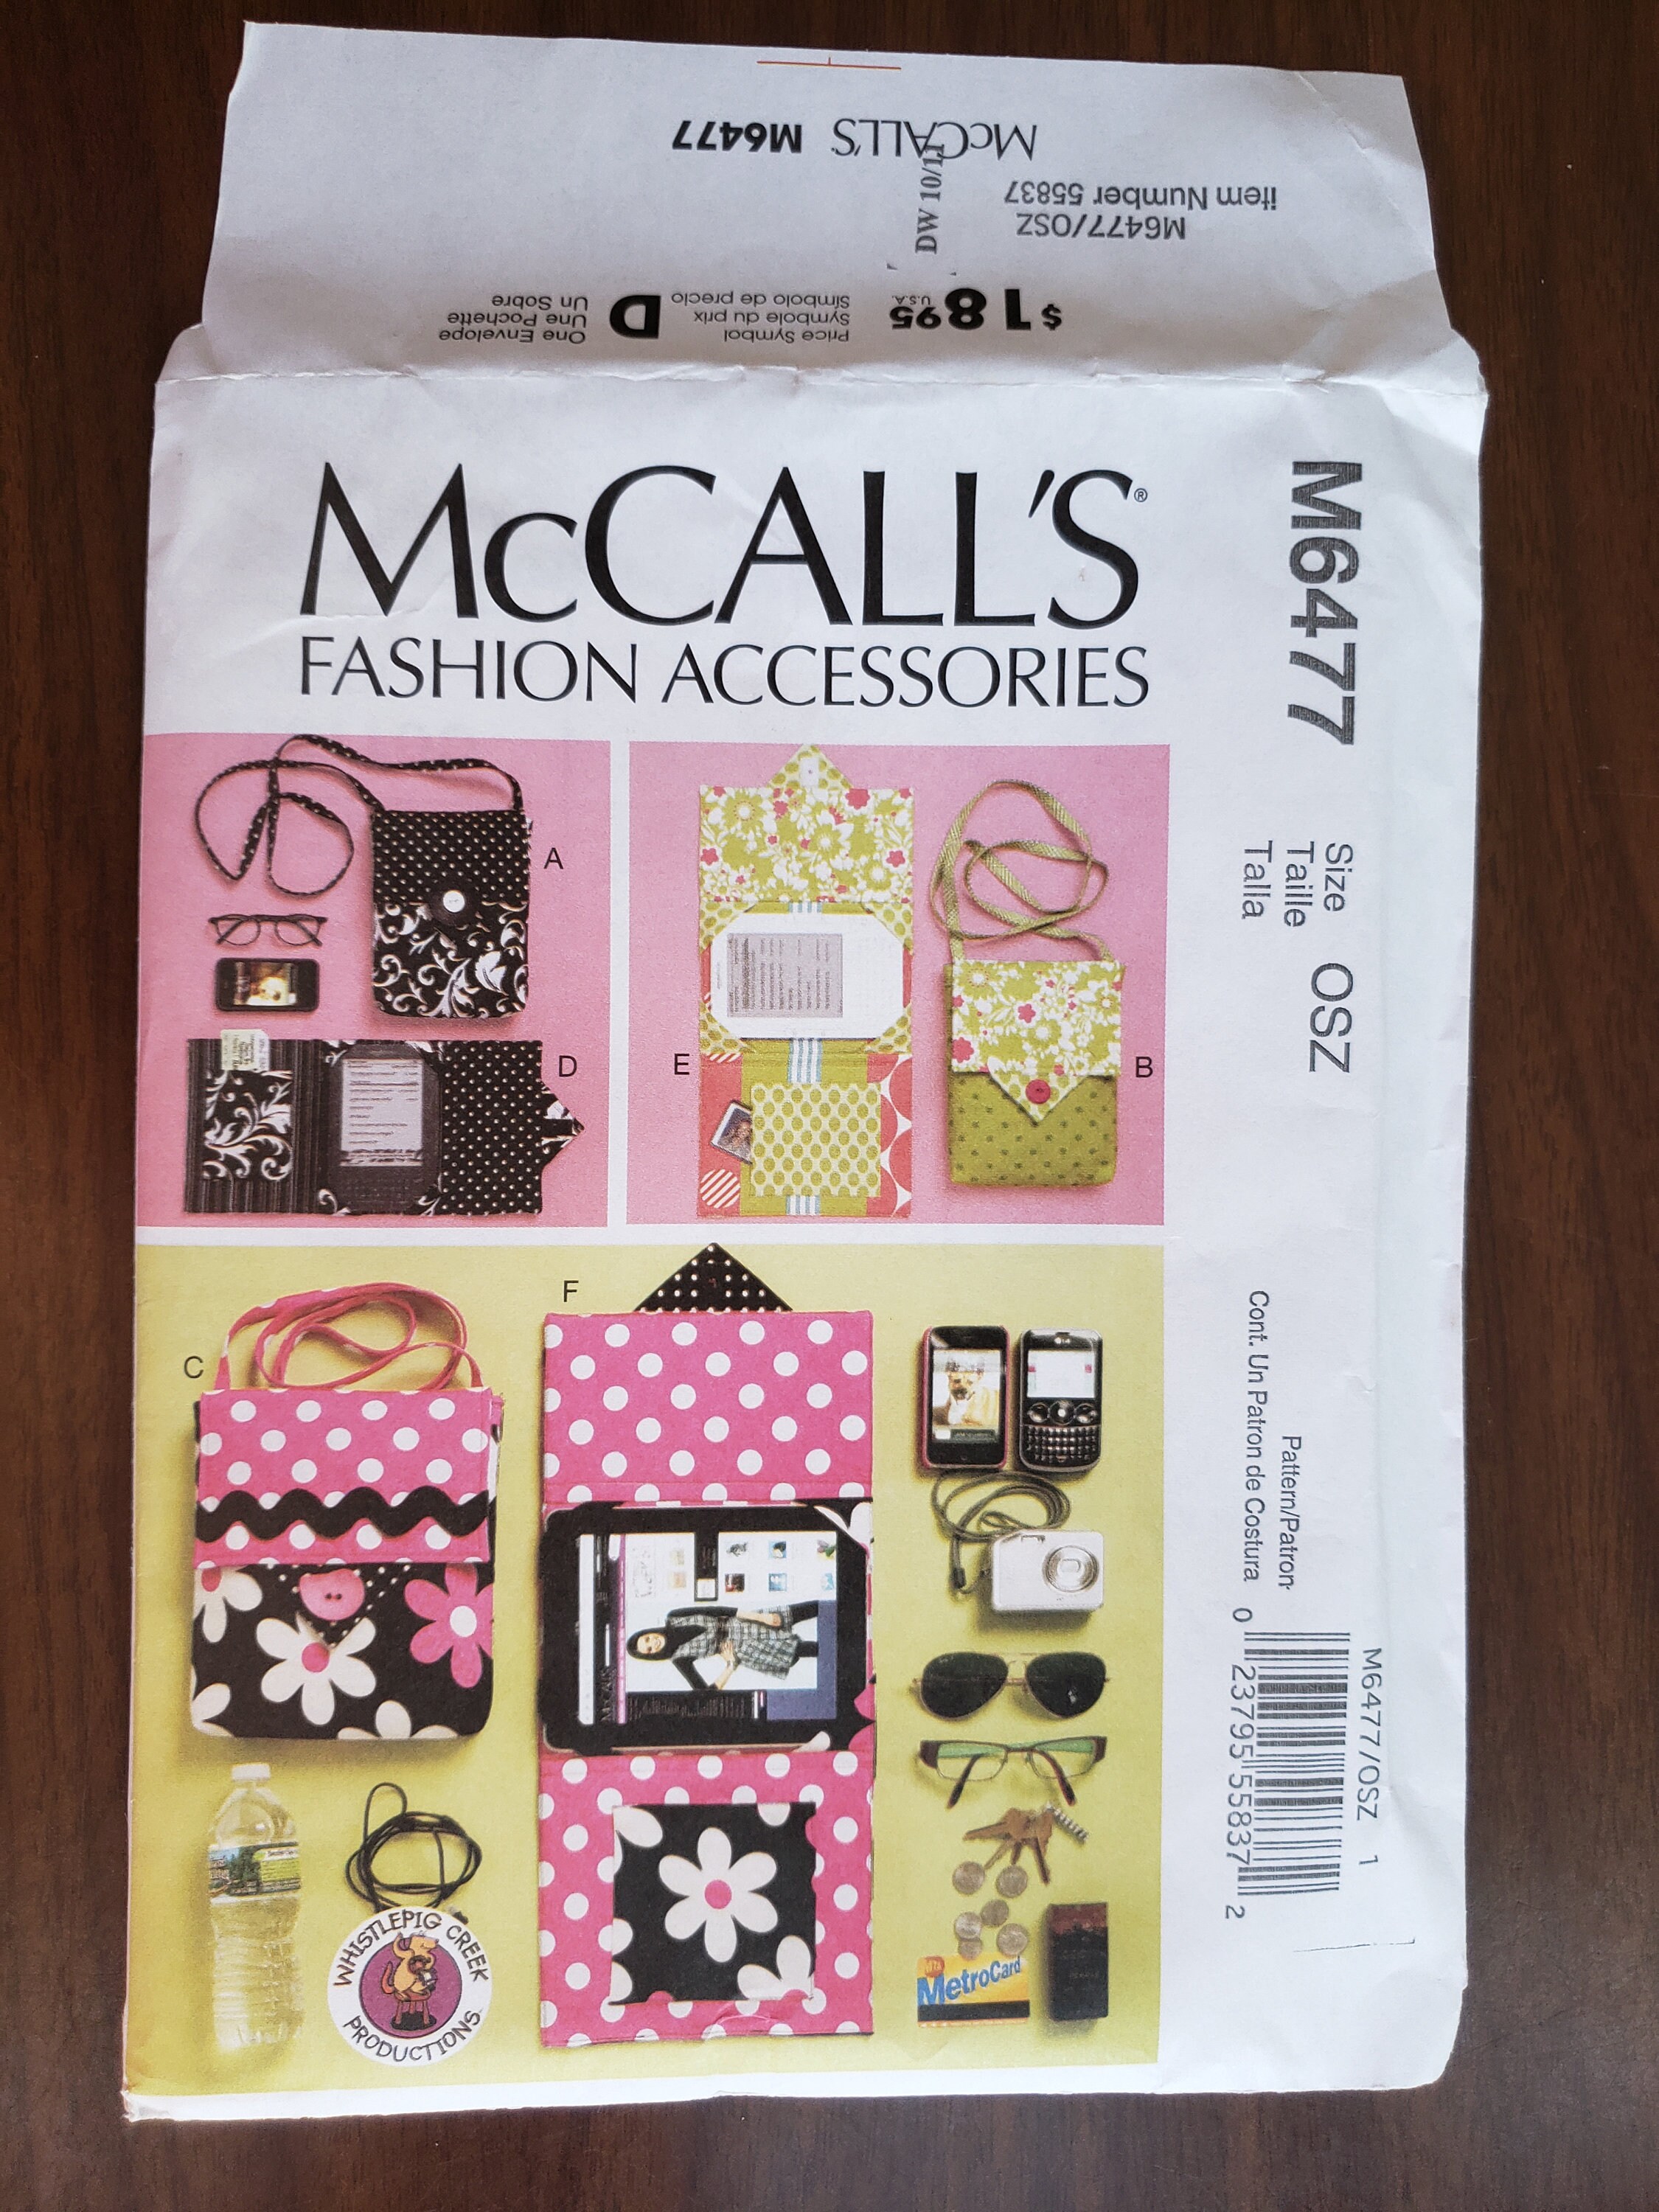 McCALL'S M6477
M6477/OSZ
item Number 55837
DW 10/11
$18 95
U.S.A.
Price Symbol
Symbole du prix
Símbolo de precio
D
One Envelope
Une Pochette
Un Sobre
McCALL'S®
FASHION ACCESSORIES
M6477
Size
Taille
Talla
OSZ
Pattern/Patron
Cont. Un Patron de Costura
M6477/OSZ 1
0 23795 55837 2
A
B
C
D
E
F
WHISTLEPIG CREEK
PRODUCTIONS
MTA
MetroCard